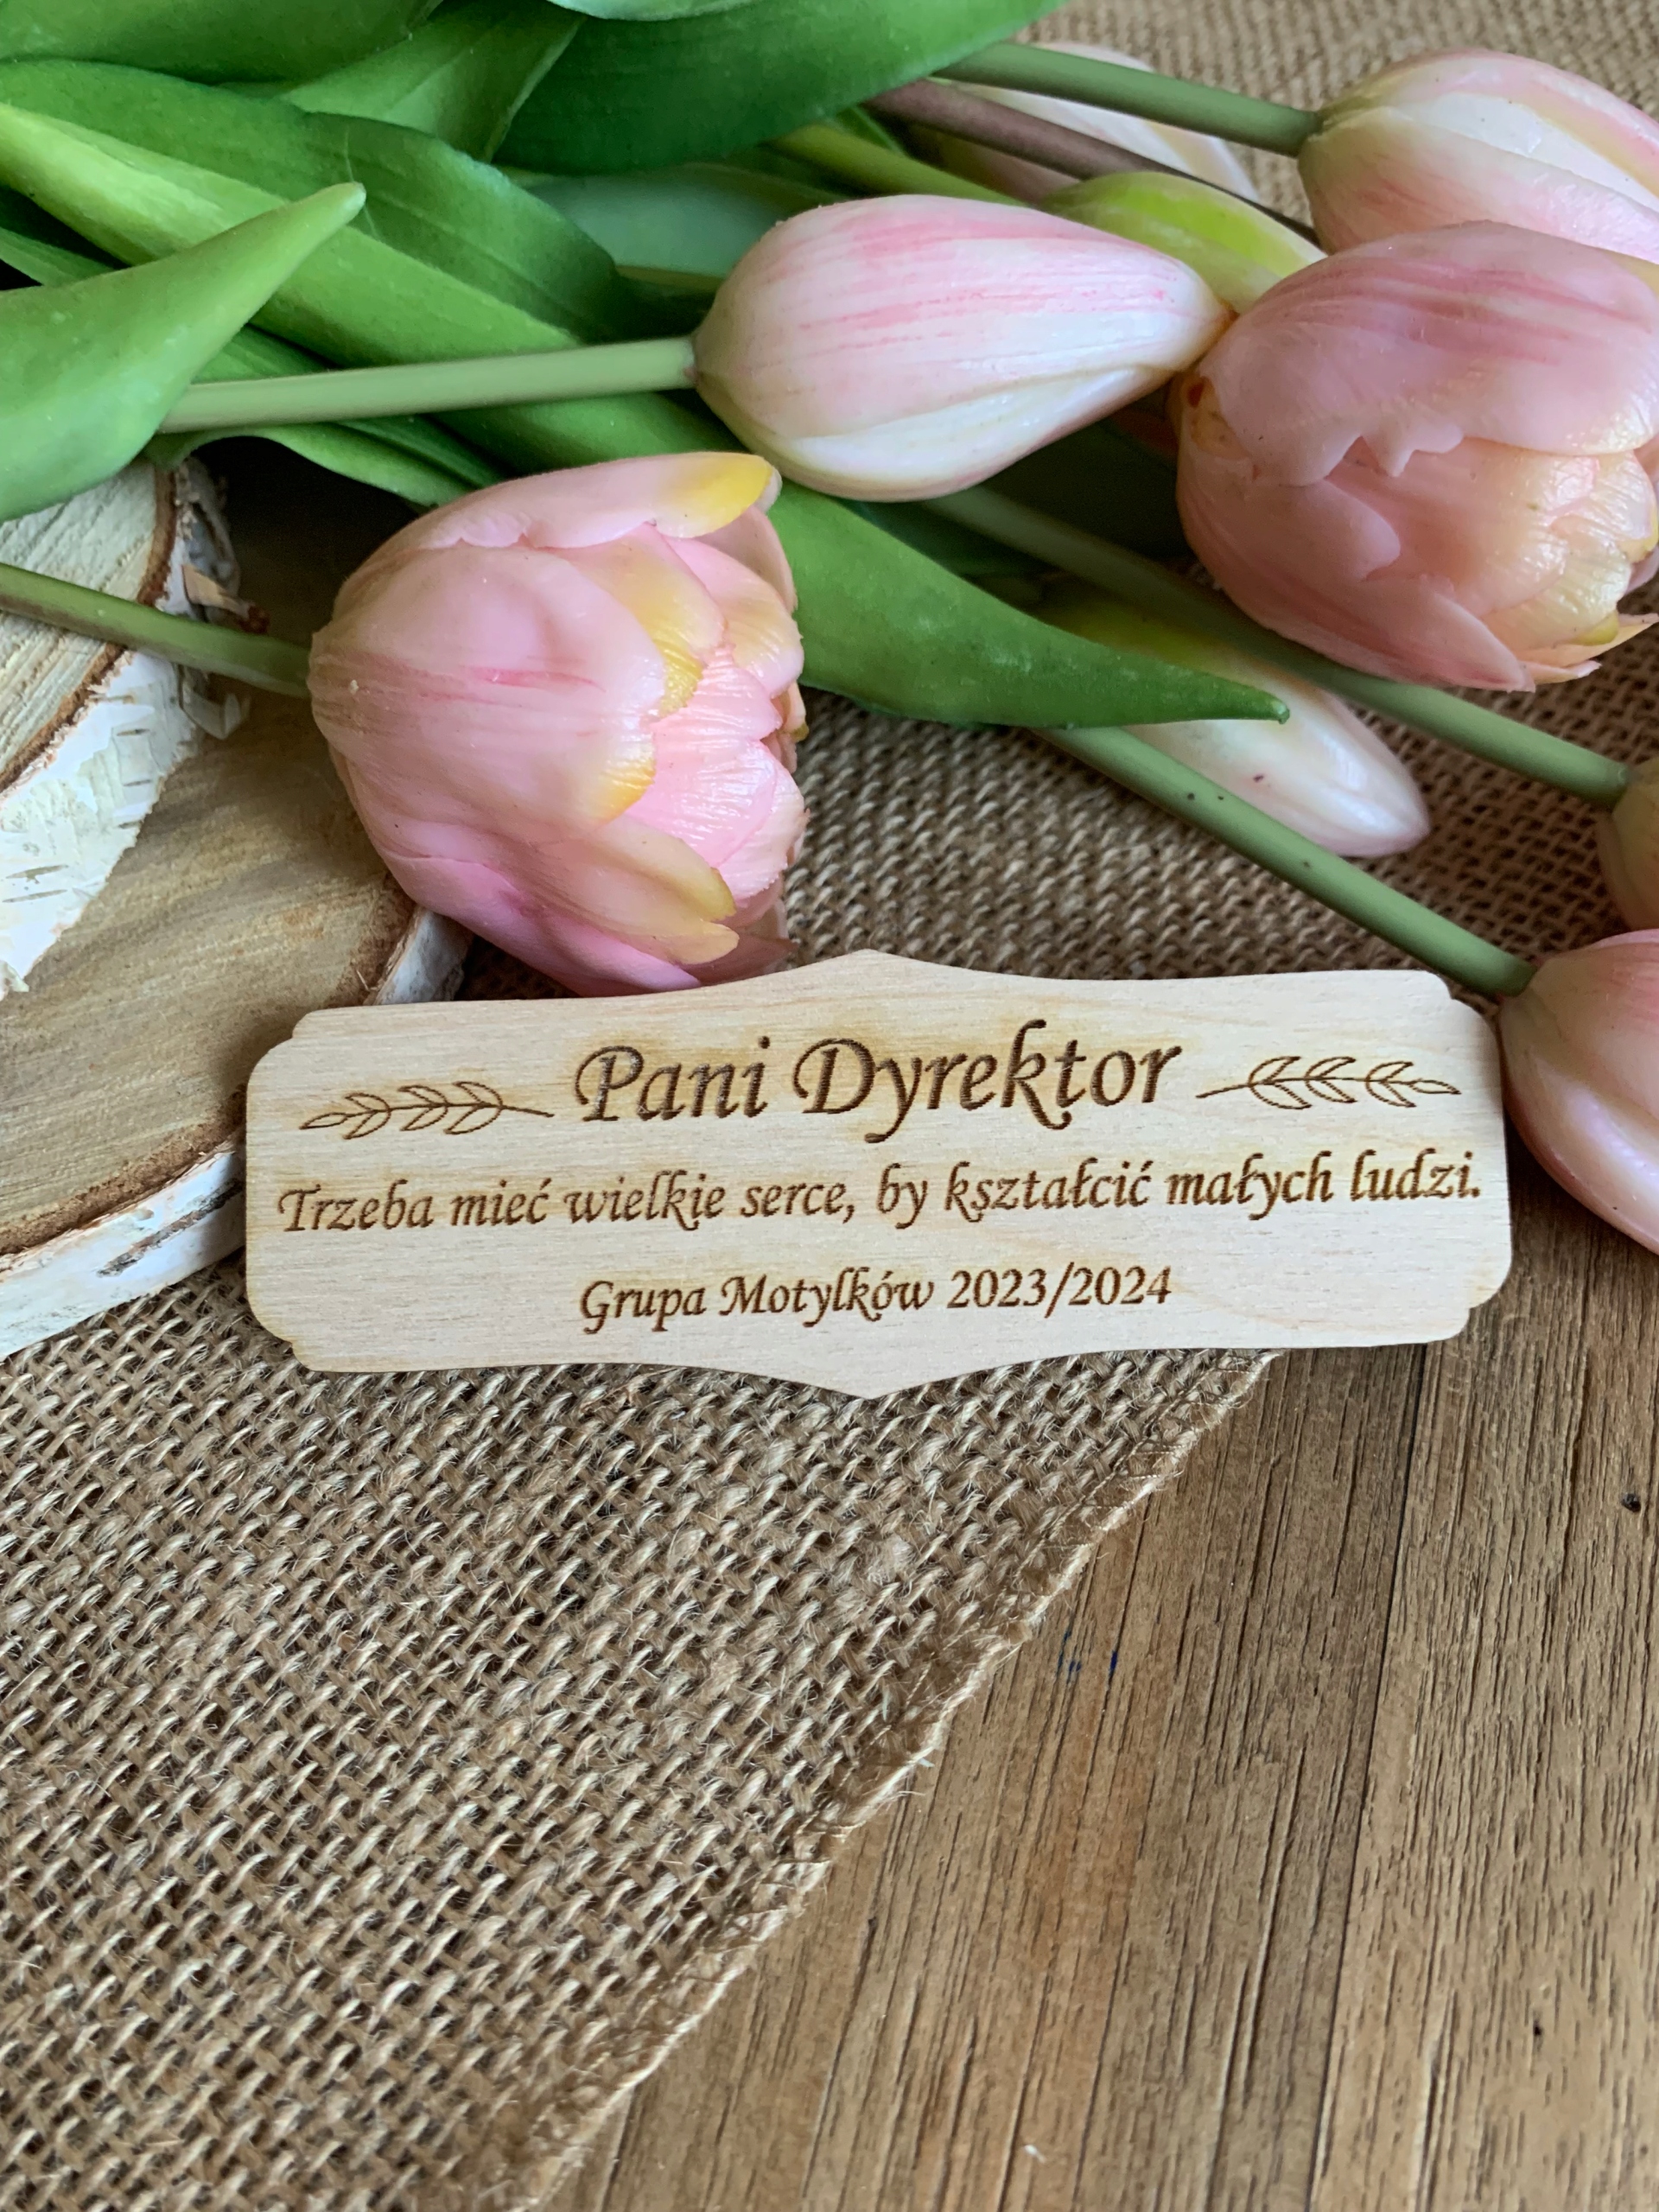 Pani Dyrektor
Trzeba mieć wielkie serce, by kształcić małych ludzi.
Grupa Motylków 2023/2024